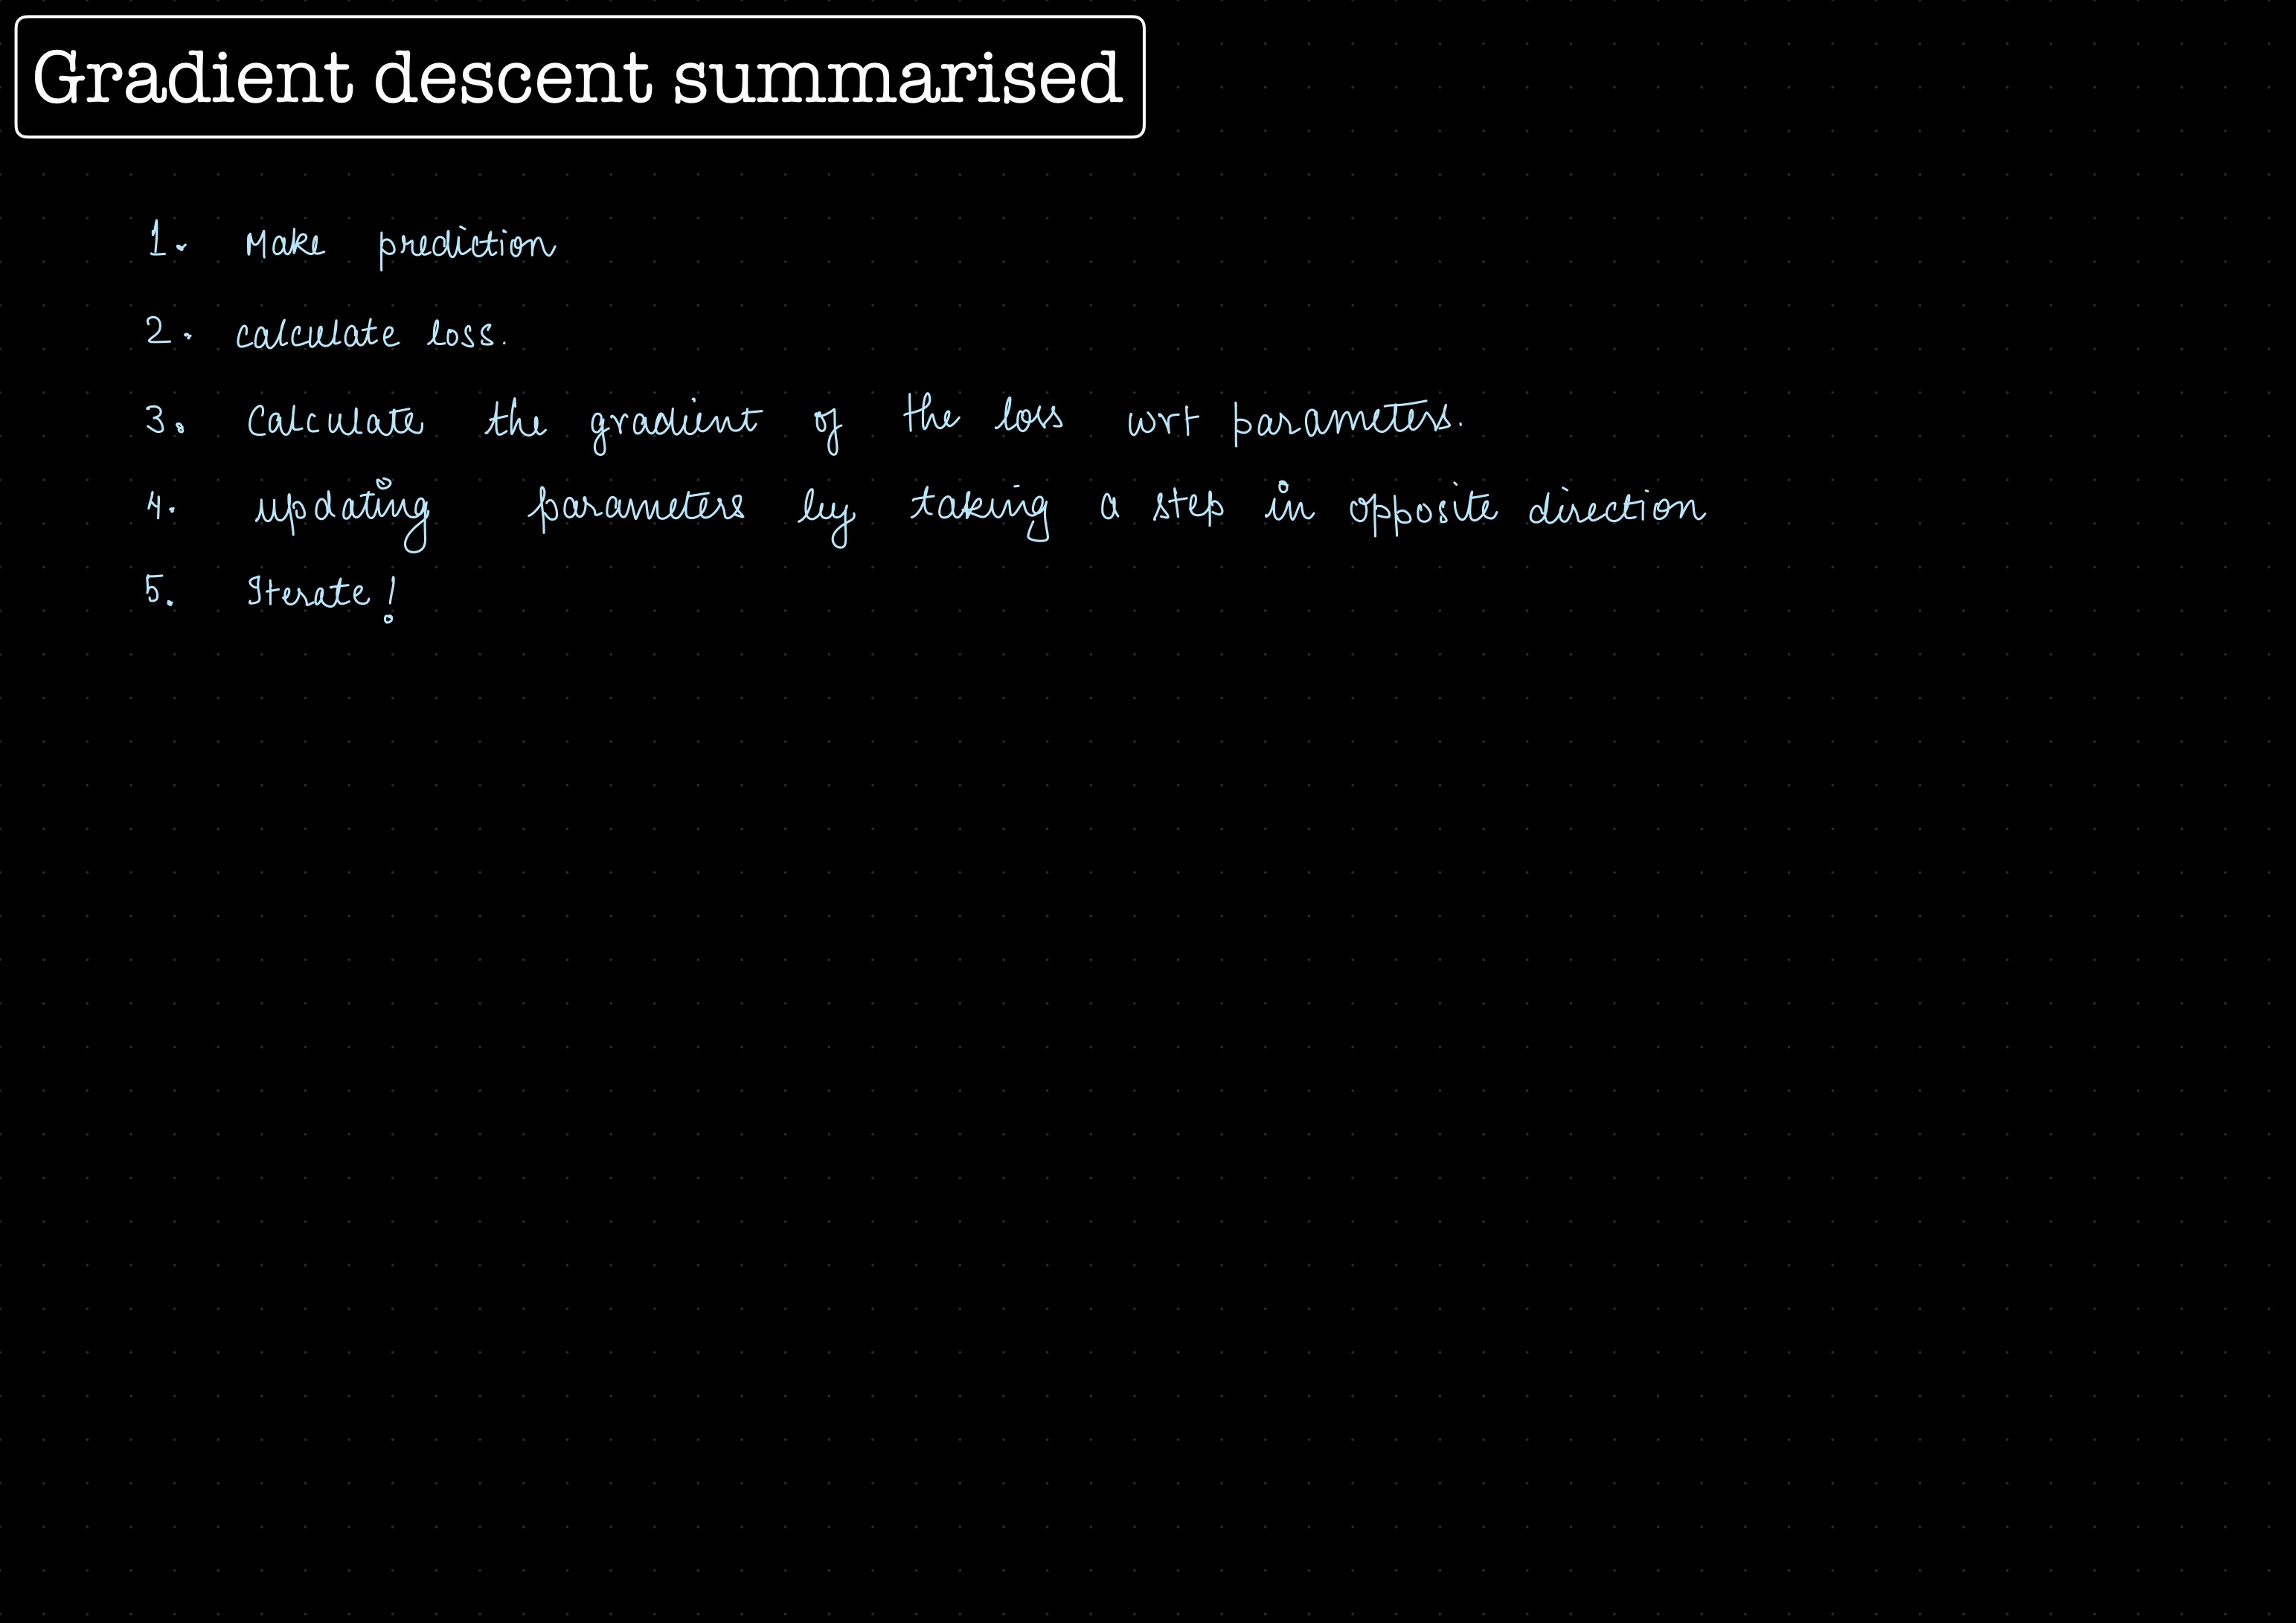 Gradient descent summarised
1. Make prediction
2. calculate loss.
3. Calculate the gradient of the loss wrt parameters.
4. updating parameters by taking a step in opposite direction
5. Iterate!